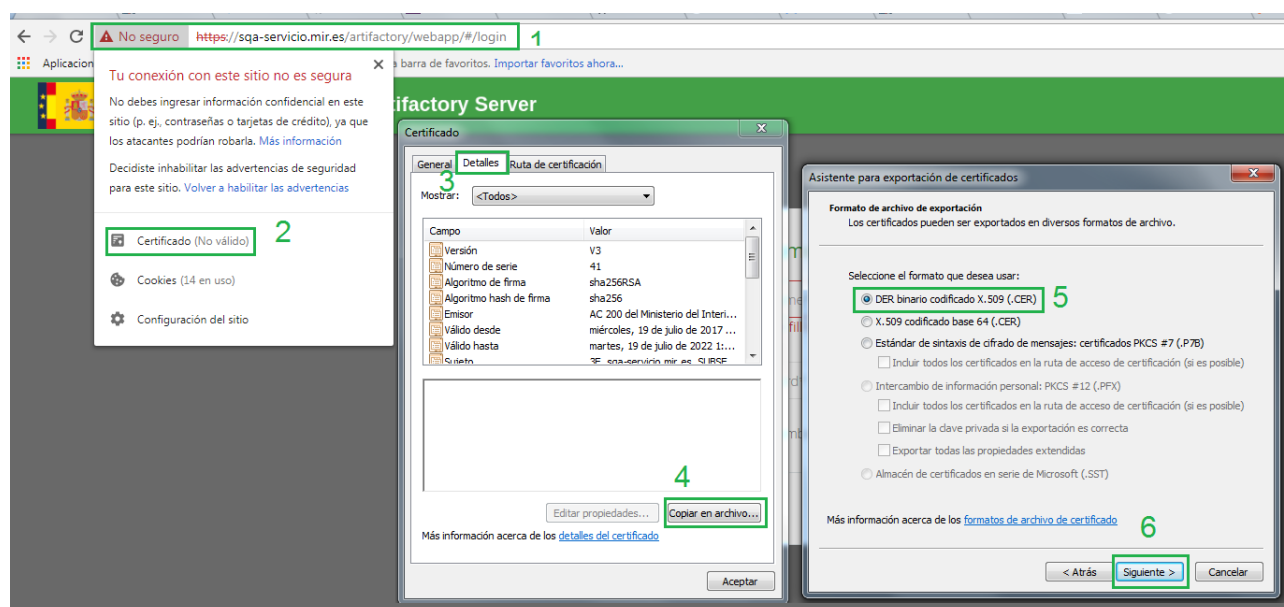 No seguro https://sqa-servicio.mir.es/artifactory/webapp/#/login 1
Aplicacion
a barra de favoritos. Importar favoritos ahora...
Tu conexión con este sitio no es segura
No debes ingresar información confidencial en este
sitio (p. ej., contraseñas o tarjetas de crédito), ya que
los atacantes podrían robarla. Más información
Decidiste inhabilitar las advertencias de seguridad
para este sitio. Volver a habilitar las advertencias
Certificado (No válido) 2
Cookies (14 en uso)
Configuración del sitio
ifactory Server
Certificado
General Detalles Ruta de certificación
3
Mostrar: <Todos>
Campo Valor
Versión V3
Número de serie 41
Algoritmo de firma sha256RSA
Algoritmo hash de firma sha256
Emisor AC 200 del Ministerio del Interi...
Válido desde miércoles, 19 de julio de 2017 ...
Válido hasta martes, 19 de julio de 2022 1:...
Sujeto 3E, sqa-servicio.mir.es, SUBSE
4
Editar propiedades... Copiar en archivo...
Más información acerca de los detalles del certificado
Aceptar
Asistente para exportación de certificados
Formato de archivo de exportación
Los certificados pueden ser exportados en diversos formatos de archivo.
Seleccione el formato que desea usar:
DER binario codificado X.509 (.CER) 5
X.509 codificado base 64 (.CER)
Estándar de sintaxis de cifrado de mensajes: certificados PKCS #7 (.P7B)
Incluir todos los certificados en la ruta de acceso de certificación (si es posible)
Intercambio de información personal: PKCS #12 (.PFX)
Incluir todos los certificados en la ruta de acceso de certificación (si es posible)
Eliminar la clave privada si la exportación es correcta
Exportar todas las propiedades extendidas
Almacén de certificados en serie de Microsoft (.SST)
Más información acerca de los formatos de archivo de certificado
6
< Atrás Siguiente > Cancelar